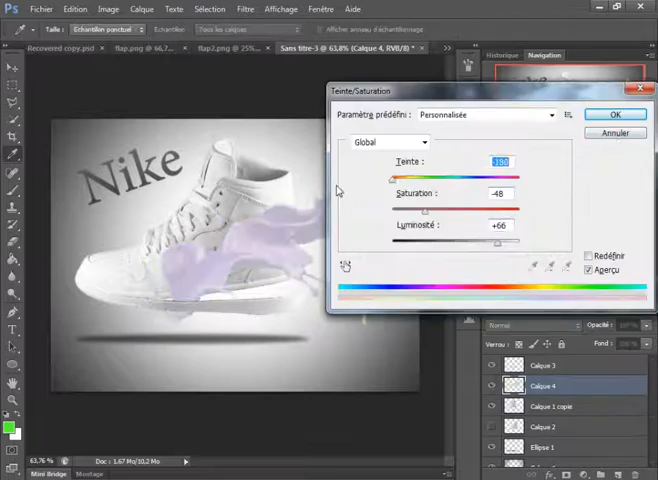 Ps Fichier Edition Image Calque Texte Sélection Filtre Affichage Fenêtre Aide
Taille : Echantillon ponctuel Echantillon : Tous les calques Afficher anneau d'échantillonnage
Recovered copy.psd × flap.png @ 66,7... × flap2.png @ 25%... × Sans titre-3 @ 63,8% (Calque 4, RVB/8) * × Historique Navigation
Nike
Teinte/Saturation
Paramètre prédéfini : Personnalisée OK
Annuler
Global
Teinte : -180
Saturation : -48
Luminosité : +66
Redéfinir
Aperçu
Normal Opacité :
Verrou : Fond :
Calque 3
Calque 4
Calque 1 copie
Calque 2
Ellipse 1
63,76 % Doc : 1,67 Mo/10,2 Mo
Mini Bridge Montage